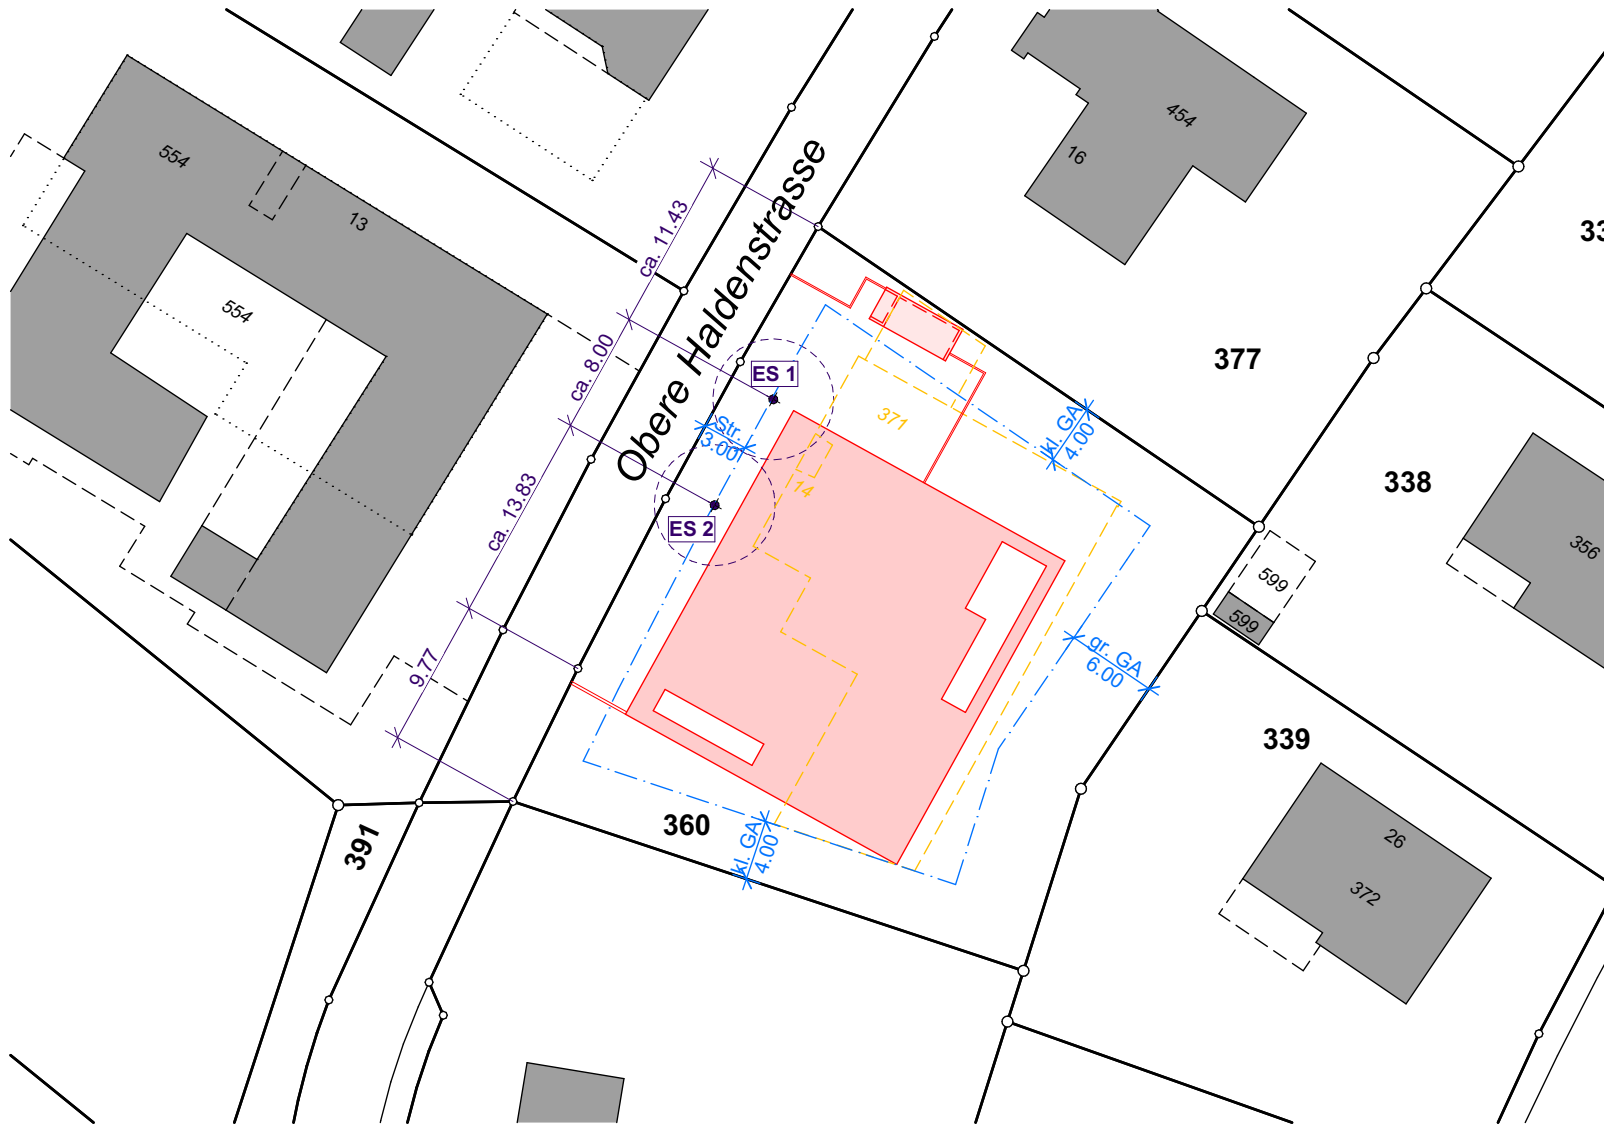 554
13
554
Obere Haldenstrasse
ca. 11.43
ca. 8.00
ca. 13.83
9.77
ES 1
ES 2
Str.
3.00
371
14
kl. GA
4.00
gr. GA
6.00
kl. GA
4.00
454
16
377
338
356
599
599
339
26
372
360
391